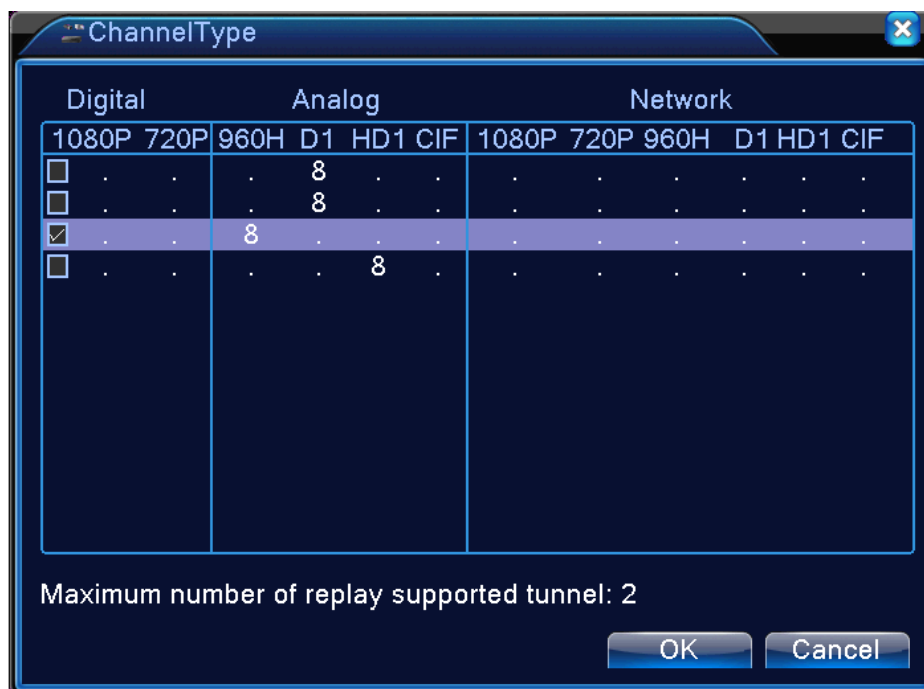 ChannelType
Digital Analog Network
1080P 720P 960H D1 HD1 CIF 1080P 720P 960H D1 HD1 CIF
. . . 8 . . . . . . . .
. . . 8 . . . . . . . .
. . 8 . . . . . . . . .
. . . . 8 . . . . . . .
Maximum number of replay supported tunnel: 2
OK Cancel